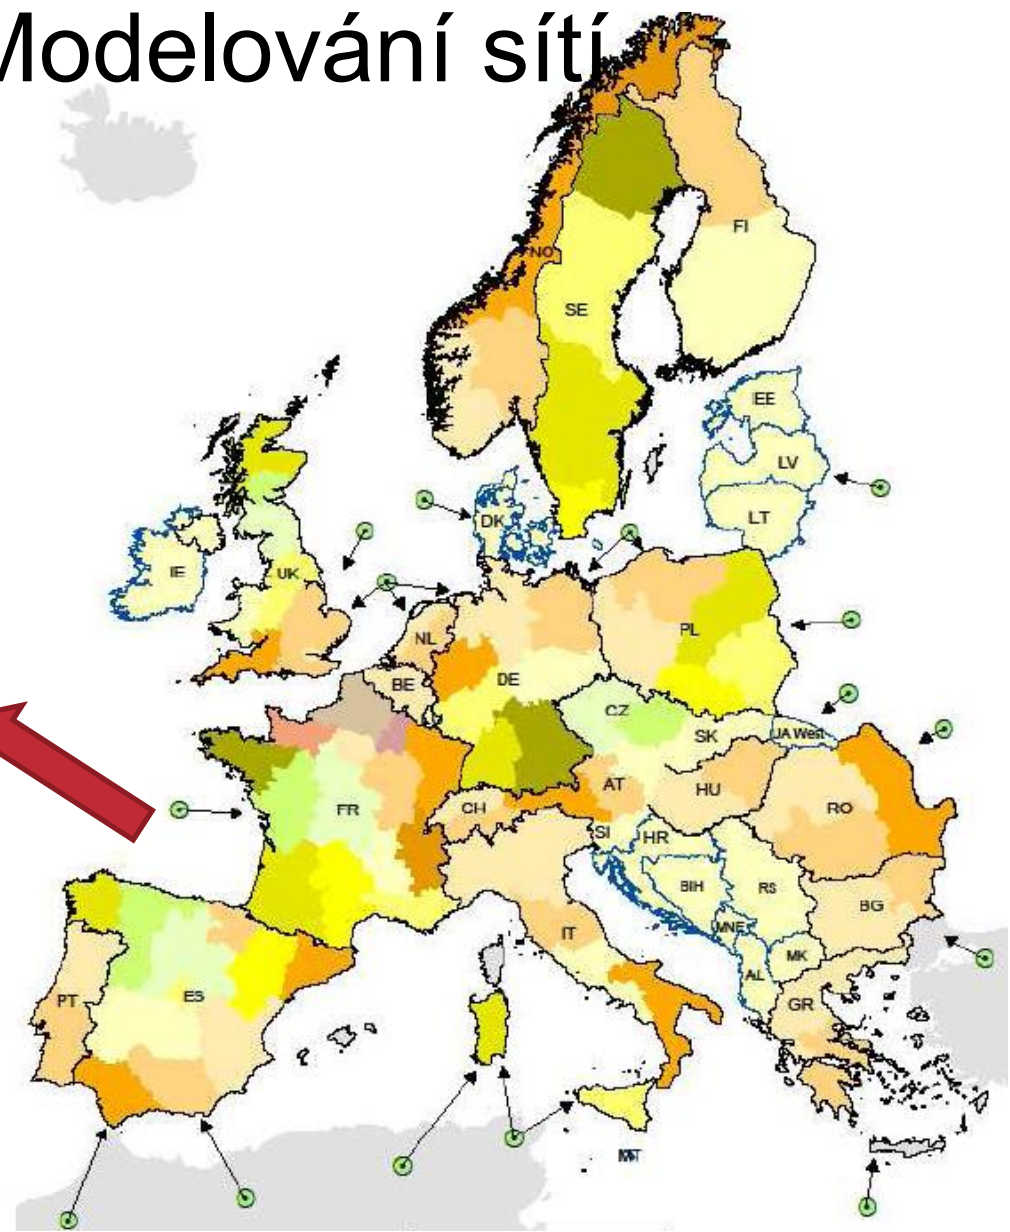 Modelování sítí
NO
FI
SE
EE
LV
LT
DK
IE
UK
NL
PL
BE
DE
CZ
SK
UA West
FR
CH
AT
HU
RO
SI
HR
BIH
RS
BG
IT
MNE
MK
AL
GR
PT
ES